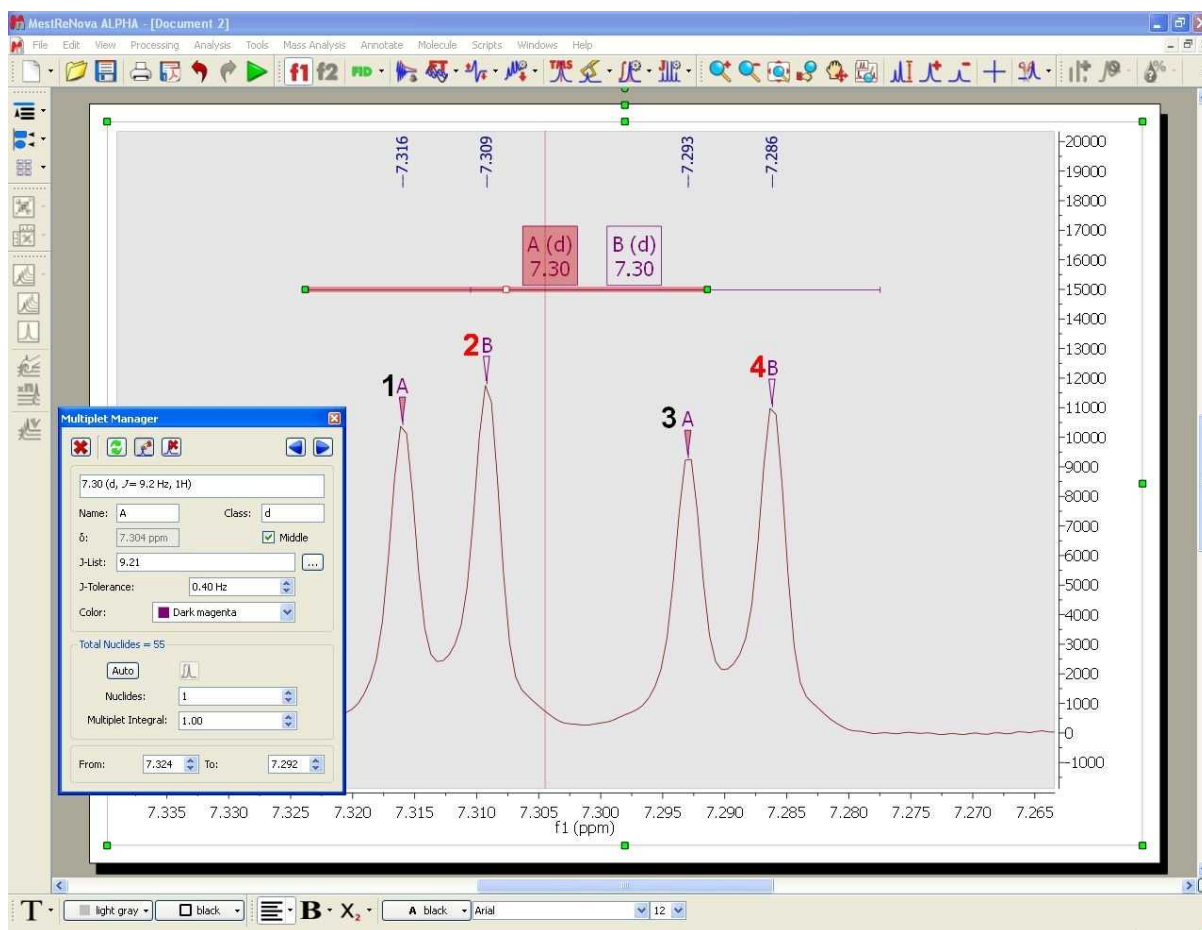 MestReNova ALPHA - [Document 2]
File Edit View Processing Analysis Tools Mass Analysis Annotate Molecule Scripts Windows Help
f1 f2 FID TMS
7.316 7.309 7.293 7.286
A (d) B (d)
7.30 7.30
1 A 2 B 3 A 4 B
20000
19000
18000
17000
16000
15000
14000
13000
12000
11000
10000
9000
8000
7000
6000
5000
4000
3000
2000
1000
0
-1000
Multiplet Manager
7.30 (d, J= 9.2 Hz, 1H)
Name: A Class: d
δ: 7.304 ppm Middle
J-List: 9.21 ...
J-Tolerance: 0.40 Hz
Color: Dark magenta
Total Nuclides = 55
Auto
Nuclides: 1
Multiplet Integral: 1.00
From: 7.324 To: 7.292
7.335 7.330 7.325 7.320 7.315 7.310 7.305 7.300 7.295 7.290 7.285 7.280 7.275 7.270 7.265
f1 (ppm)
T light gray black B X2 A black Arial 12